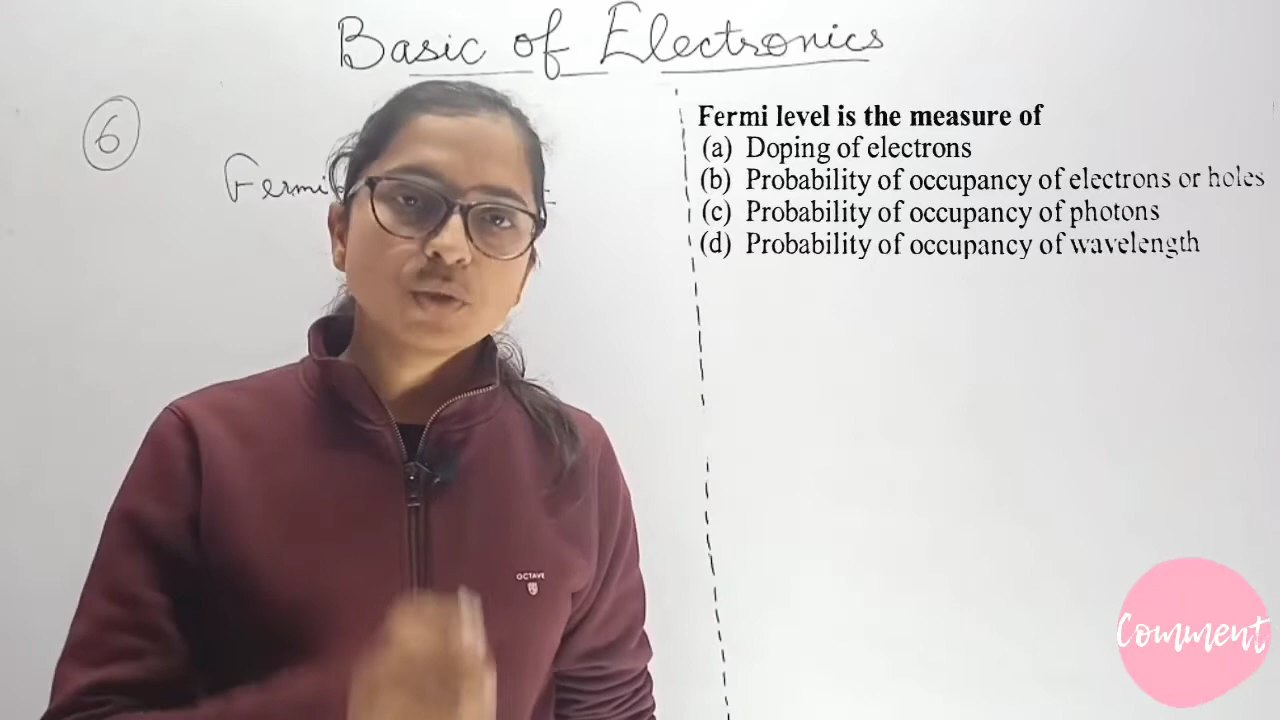 Basic of Electronics
6
Fermi
Fermi level is the measure of
(a) Doping of electrons
(b) Probability of occupancy of electrons or holes
(c) Probability of occupancy of photons
(d) Probability of occupancy of wavelength
OCTAVE
Comment